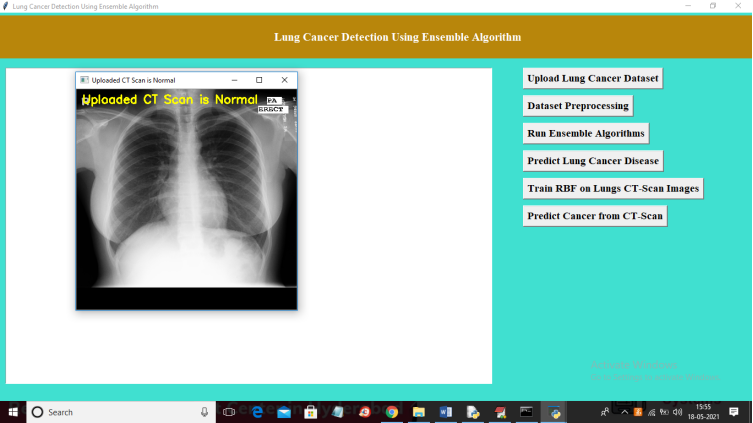 Lung Cancer Detection Using Ensemble Algorithm
Lung Cancer Detection Using Ensemble Algorithm
Uploaded CT Scan is Normal
Uploaded CT Scan is Normal
PA
ERECT
Upload Lung Cancer Dataset
Dataset Preprocessing
Run Ensemble Algorithms
Predict Lung Cancer Disease
Train RBF on Lungs CT-Scan Images
Predict Cancer from CT-Scan
Search
15:55
18-05-2021